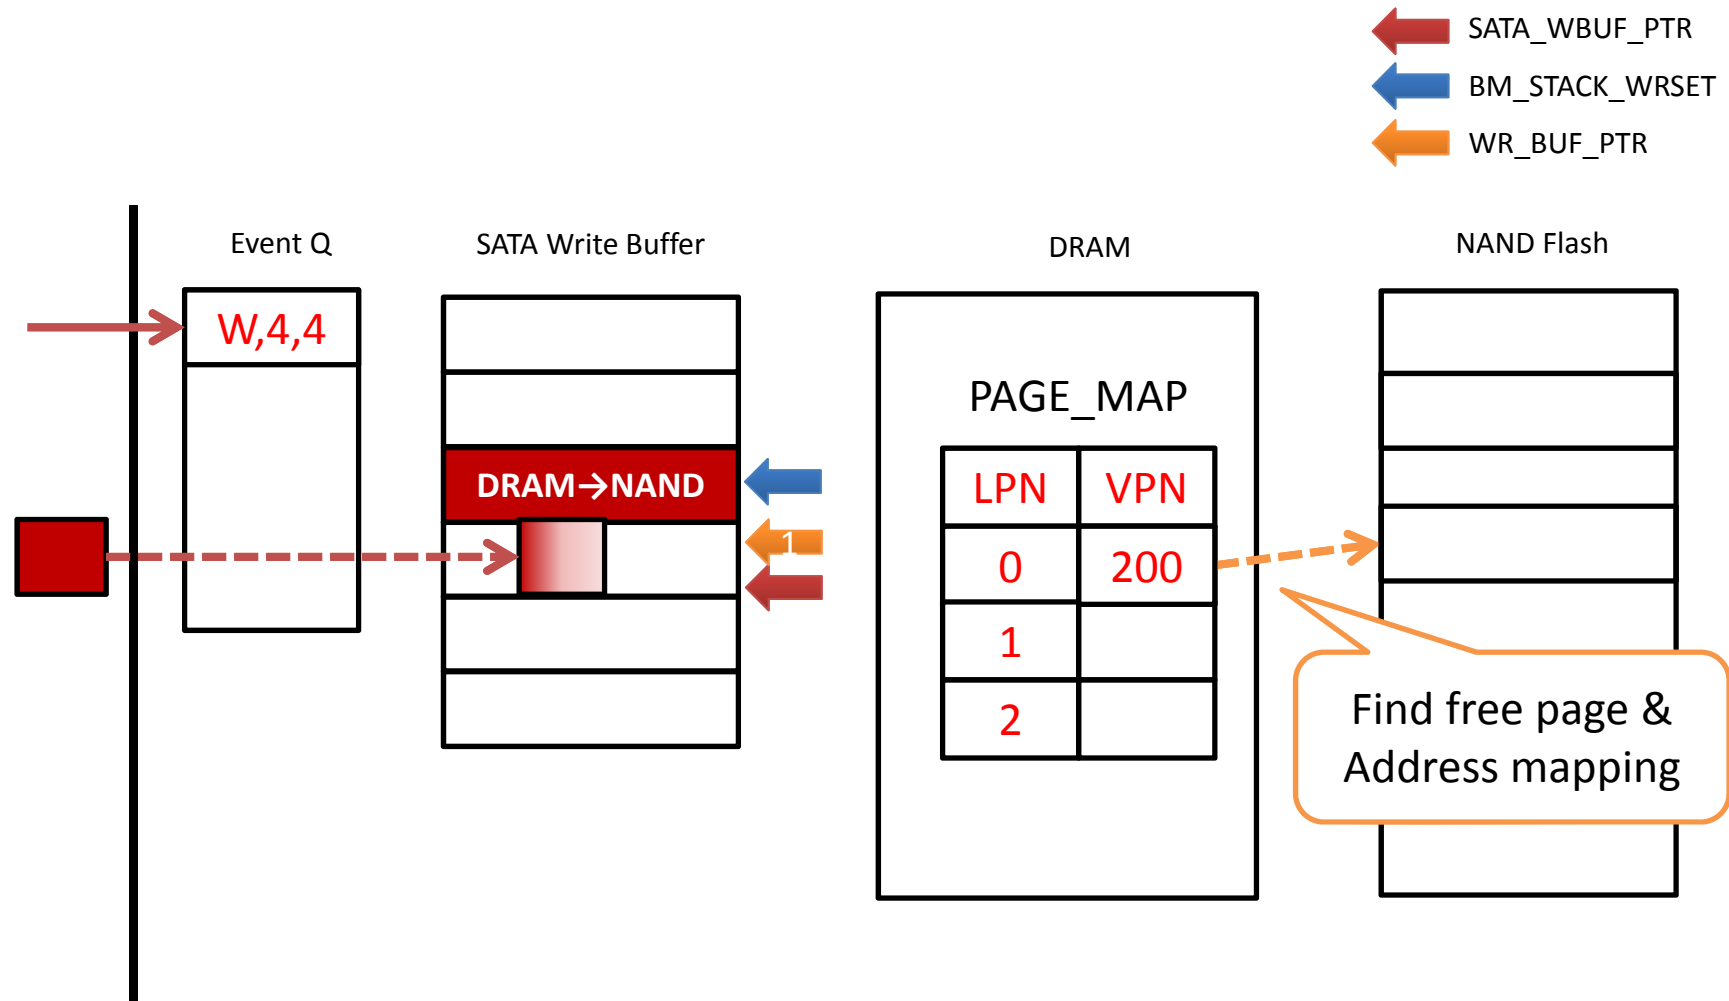 SATA_WBUF_PTR
BM_STACK_WRSET
WR_BUF_PTR
Event Q
SATA Write Buffer
DRAM
NAND Flash
W,4,4
PAGE_MAP
DRAM→NAND
1
LPN VPN
0 200
1
2
Find free page &
Address mapping